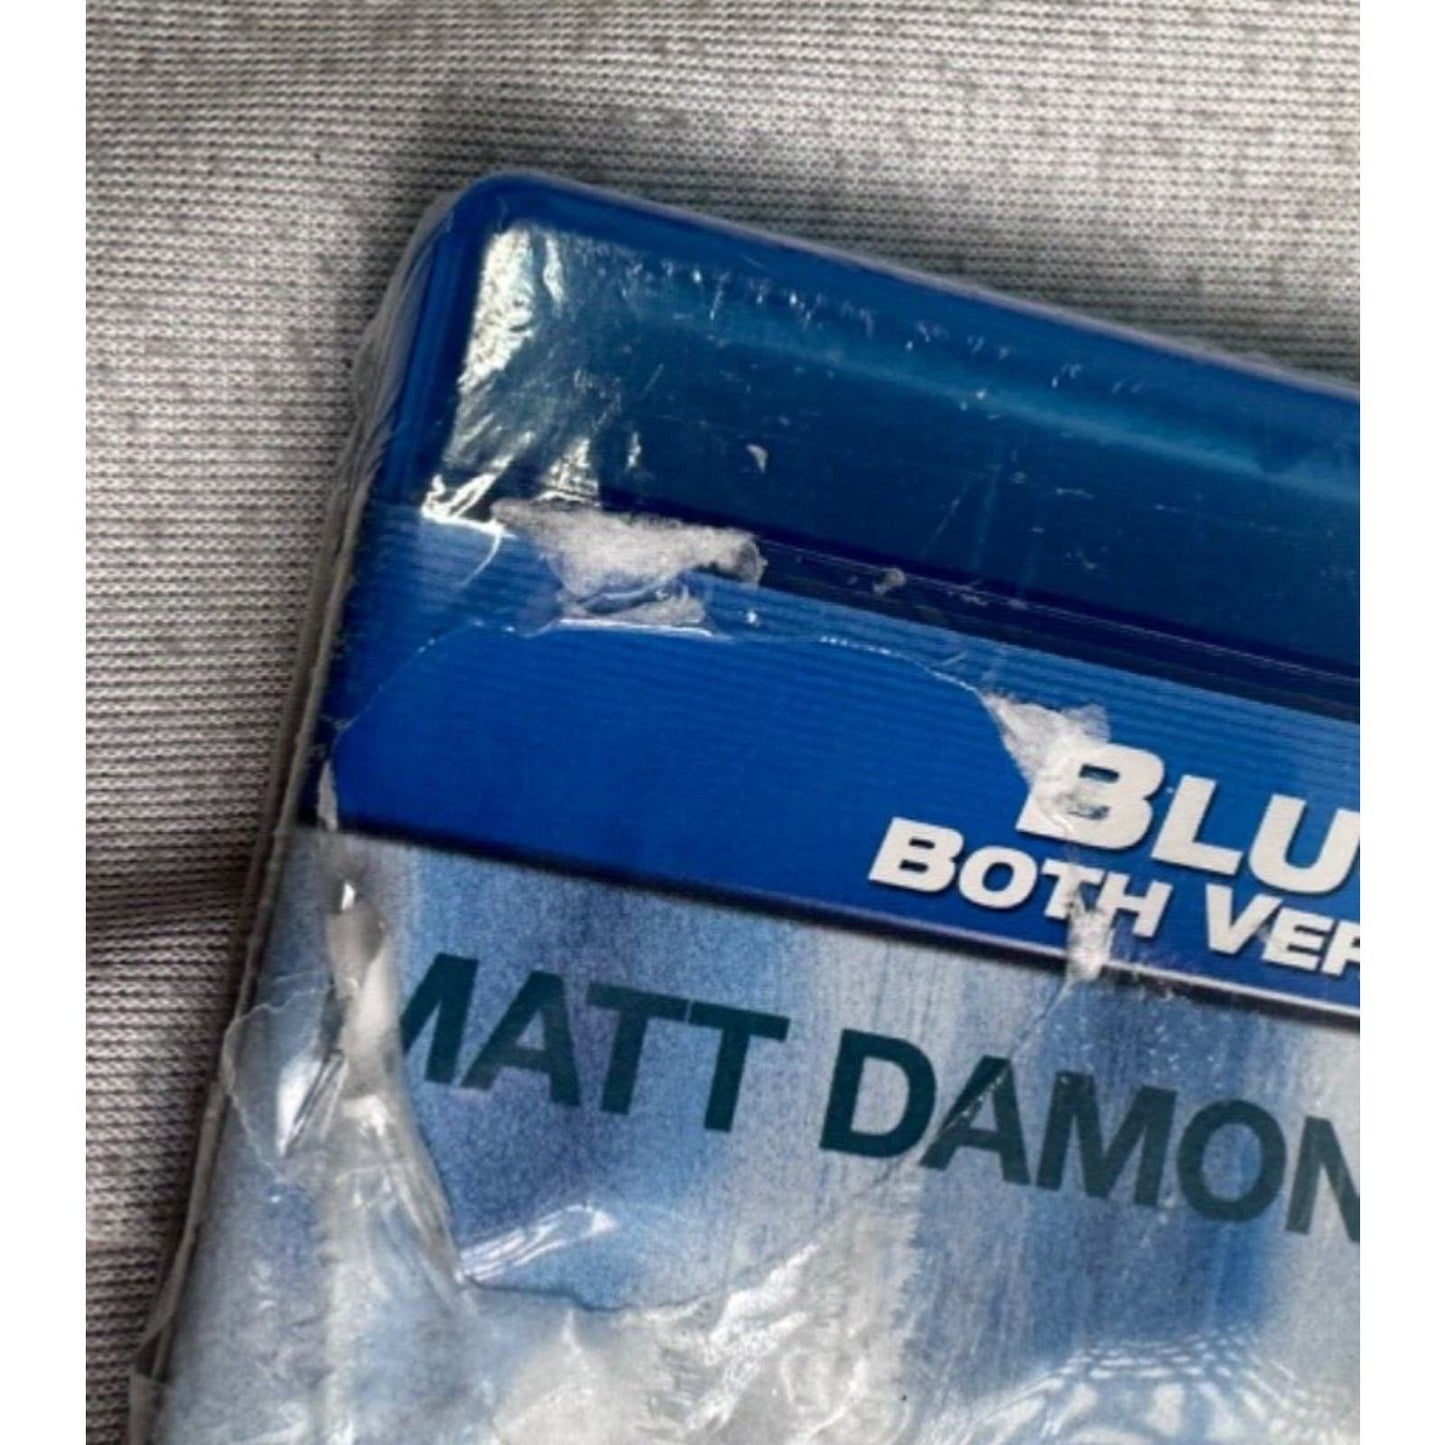 BLU
BOTH VER
MATT DAMON